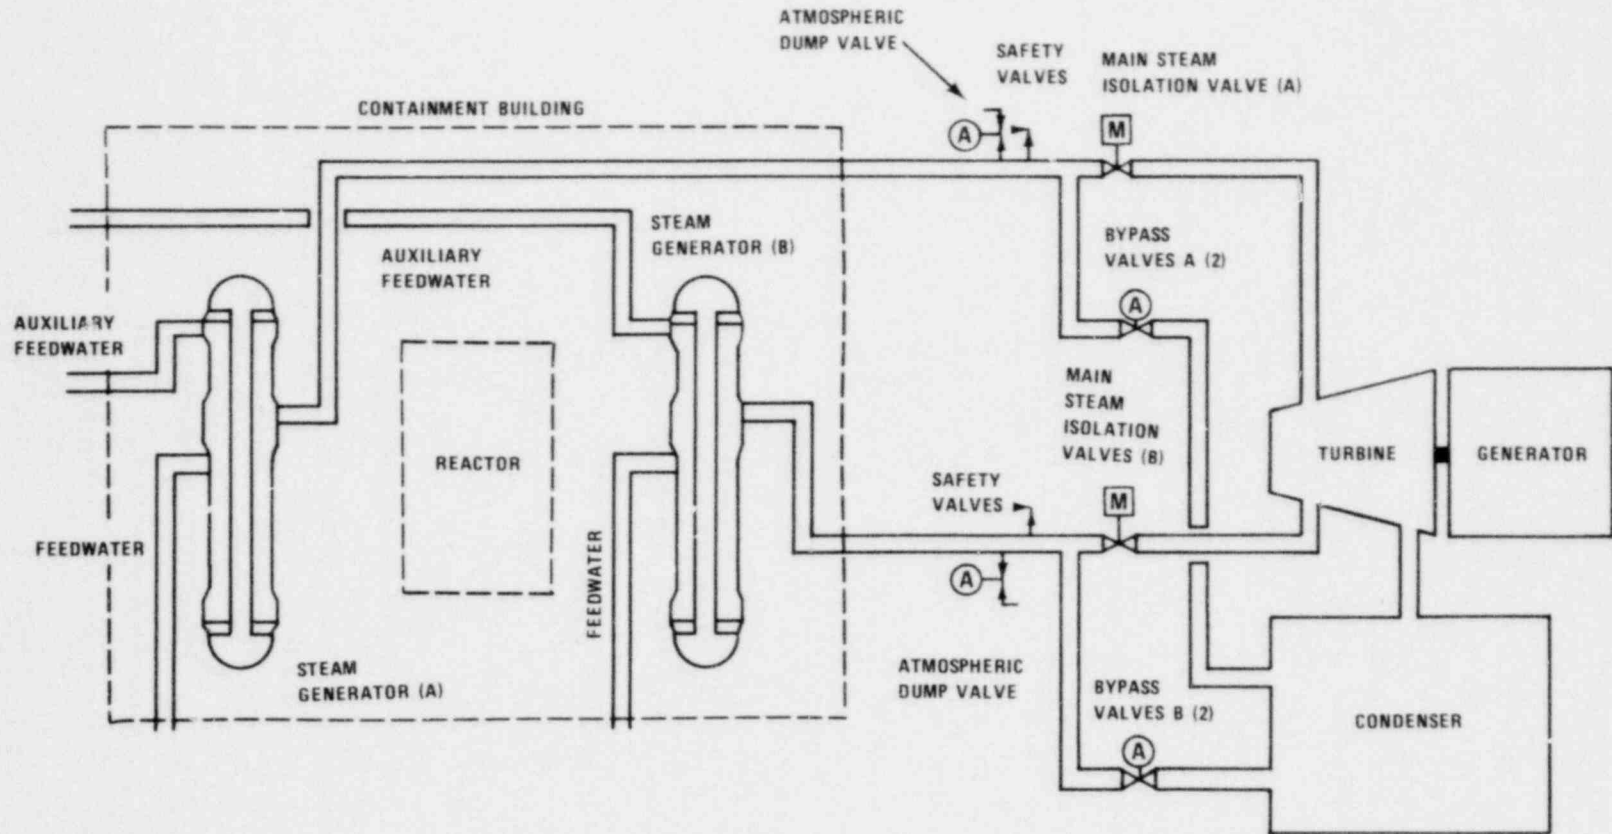 ATMOSPHERIC
DUMP VALVE
SAFETY
VALVES
MAIN STEAM
ISOLATION VALVE (A)
CONTAINMENT BUILDING
A
M
STEAM
GENERATOR (B)
AUXILIARY
FEEDWATER
BYPASS
VALVES A (2)
A
AUXILIARY
FEEDWATER
MAIN
STEAM
ISOLATION
VALVES (B)
REACTOR
TURBINE
GENERATOR
SAFETY
VALVES
M
FEEDWATER
FEEDWATER
A
STEAM
GENERATOR (A)
ATMOSPHERIC
DUMP VALVE
BYPASS
VALVES B (2)
CONDENSER
A